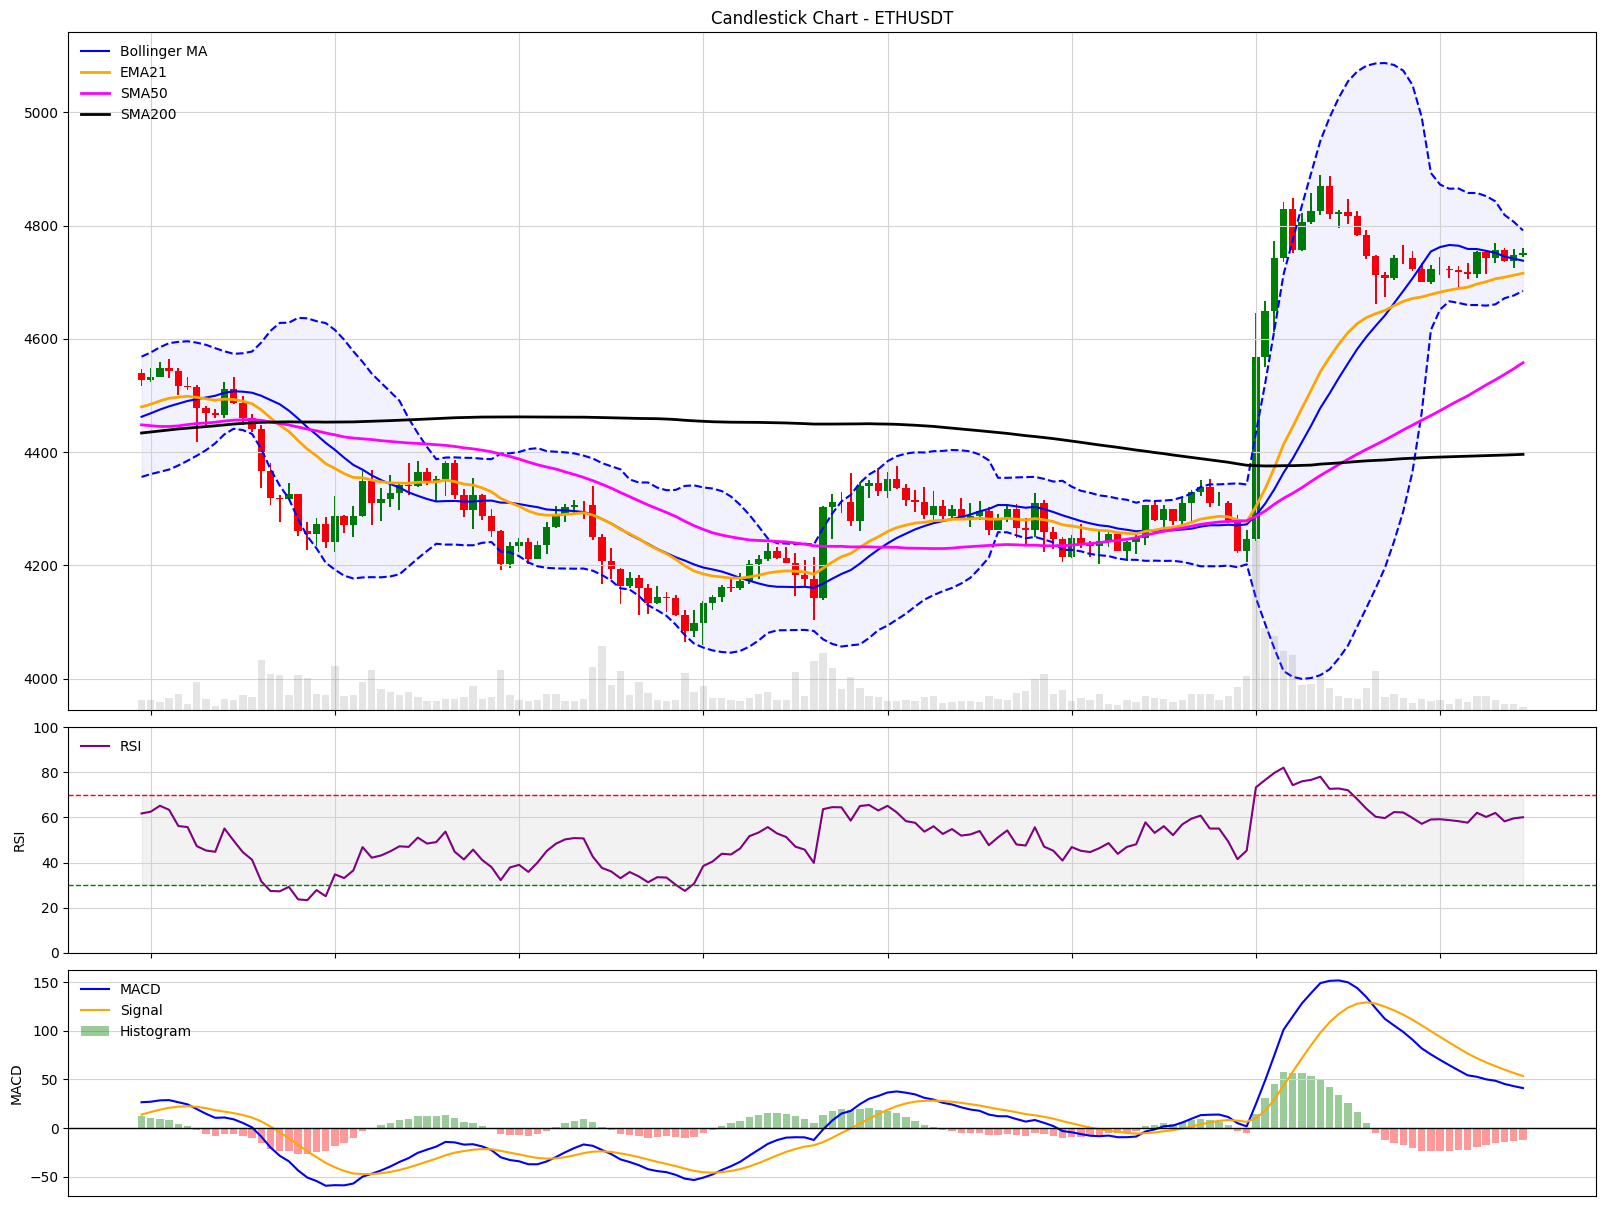 Candlestick Chart - ETHUSDT
Bollinger MA
EMA21
SMA50
SMA200
5000
4800
4600
4400
4200
4000
RSI
100
80
60
40
20
0
RSI
MACD
Signal
Histogram
150
100
50
0
−50
MACD